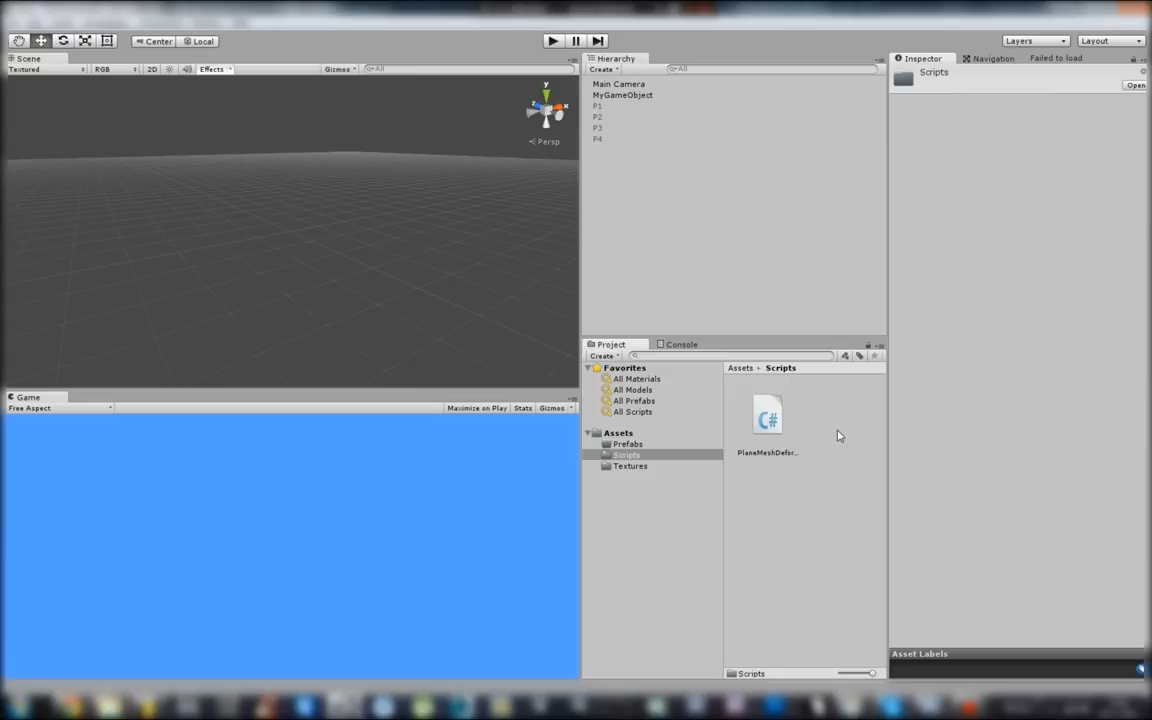 Center
Local
Layers
Layout
Scene
Textured
RGB
2D
Effects
Gizmos
All
y
x
z
Persp
Game
Free Aspect
Maximize on Play
Stats
Gizmos
Hierarchy
Create
All
Main Camera
MyGameObject
P1
P2
P3
P4
Project
Console
Create
Favorites
All Materials
All Models
All Prefabs
All Scripts
Assets
Prefabs
Scripts
Textures
Assets
Scripts
C#
PlaneMeshDefor...
Scripts
Inspector
Navigation
Failed to load
Scripts
Open
Asset Labels